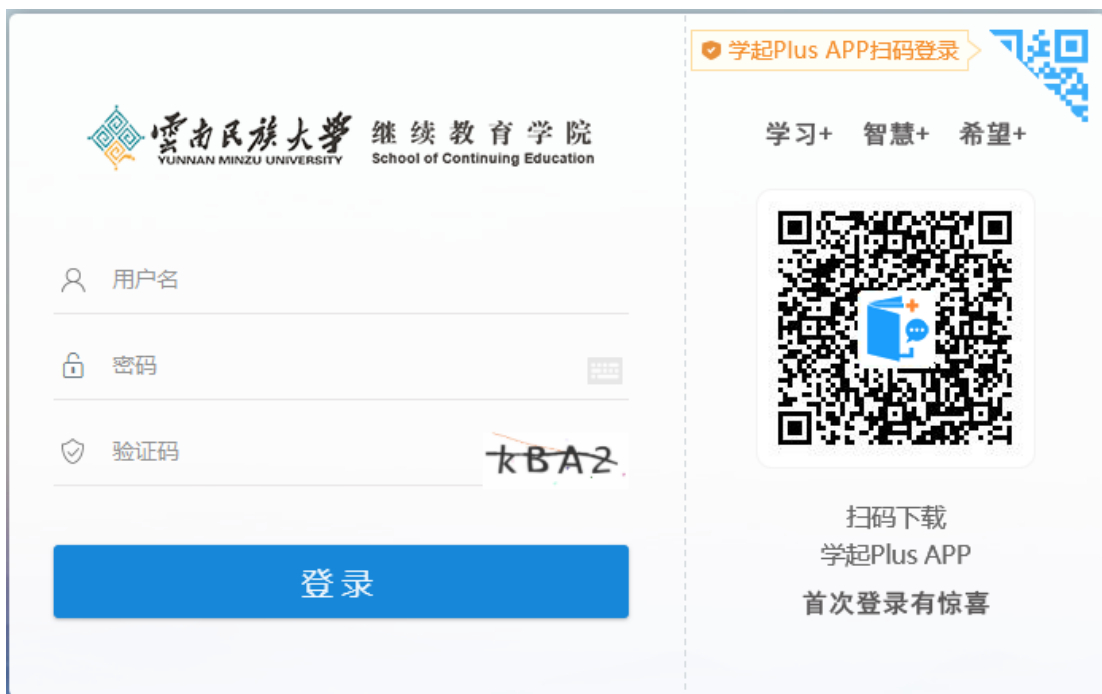 雲南民族大學
YUNNAN MINZU UNIVERSITY
继续教育学院
School of Continuing Education
用户名
密码
验证码
kBA2
登录
学起Plus APP扫码登录
学习+ 智慧+ 希望+
扫码下载
学起Plus APP
首次登录有惊喜